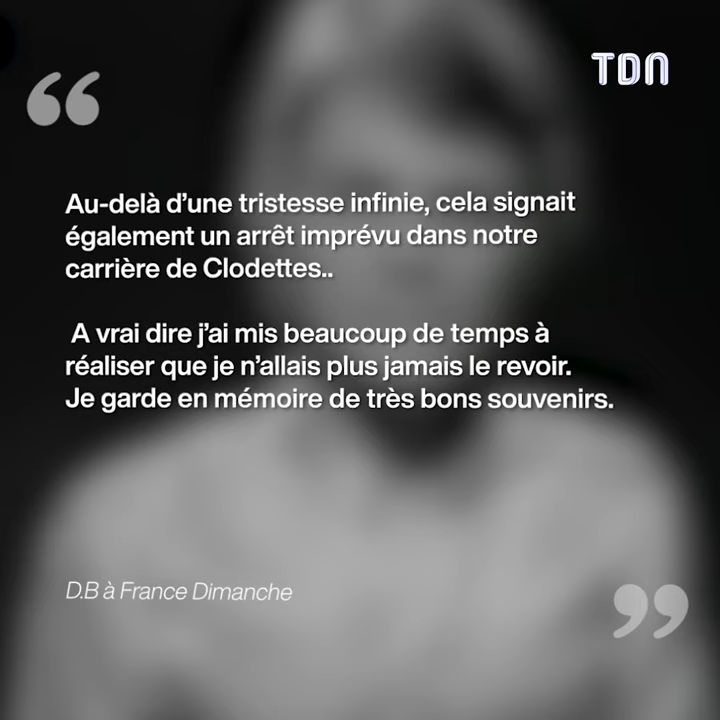 TDN
“
Au-delà d’une tristesse infinie, cela signait
également un arrêt imprévu dans notre
carrière de Clodettes..
A vrai dire j’ai mis beaucoup de temps à
réaliser que je n’allais plus jamais le revoir.
Je garde en mémoire de très bons souvenirs.
D.B à France Dimanche
”